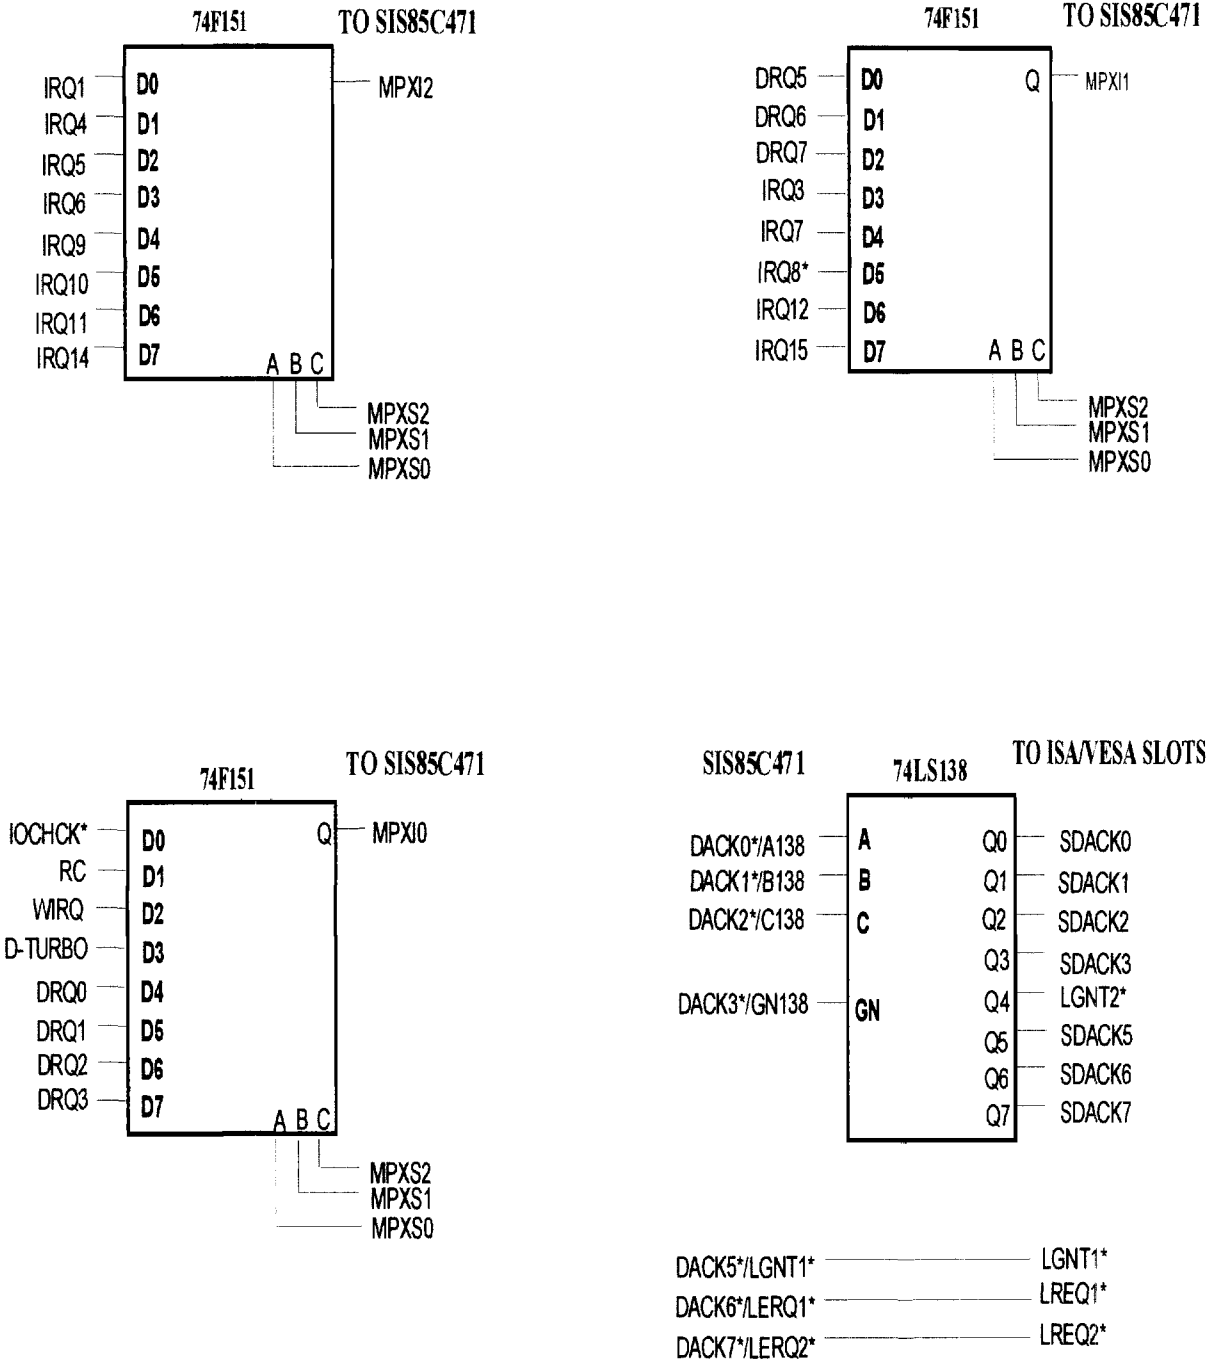 74F151 TO SIS85C471
IRQ1 D0 MPXI2
IRQ4 D1
IRQ5 D2
IRQ6 D3
IRQ9 D4
IRQ10 D5
IRQ11 D6
IRQ14 D7
A B C
MPXS2
MPXS1
MPXS0
74F151 TO SIS85C471
DRQ5 D0 Q MPXI1
DRQ6 D1
DRQ7 D2
IRQ3 D3
IRQ7 D4
IRQ8* D5
IRQ12 D6
IRQ15 D7
A B C
MPXS2
MPXS1
MPXS0
74F151 TO SIS85C471
IOCHCK* D0 Q MPXI0
RC D1
WIRQ D2
D-TURBO D3
DRQ0 D4
DRQ1 D5
DRQ2 D6
DRQ3 D7
A B C
MPXS2
MPXS1
MPXS0
SIS85C471 74LS138 TO ISA/VESA SLOTS
DACK0*/A138 A Q0 SDACK0
DACK1*/B138 B Q1 SDACK1
DACK2*/C138 C Q2 SDACK2
Q3 SDACK3
DACK3*/GN138 GN Q4 LGNT2*
Q5 SDACK5
Q6 SDACK6
Q7 SDACK7
DACK5*/LGNT1* LGNT1*
DACK6*/LERQ1* LREQ1*
DACK7*/LERQ2* LREQ2*